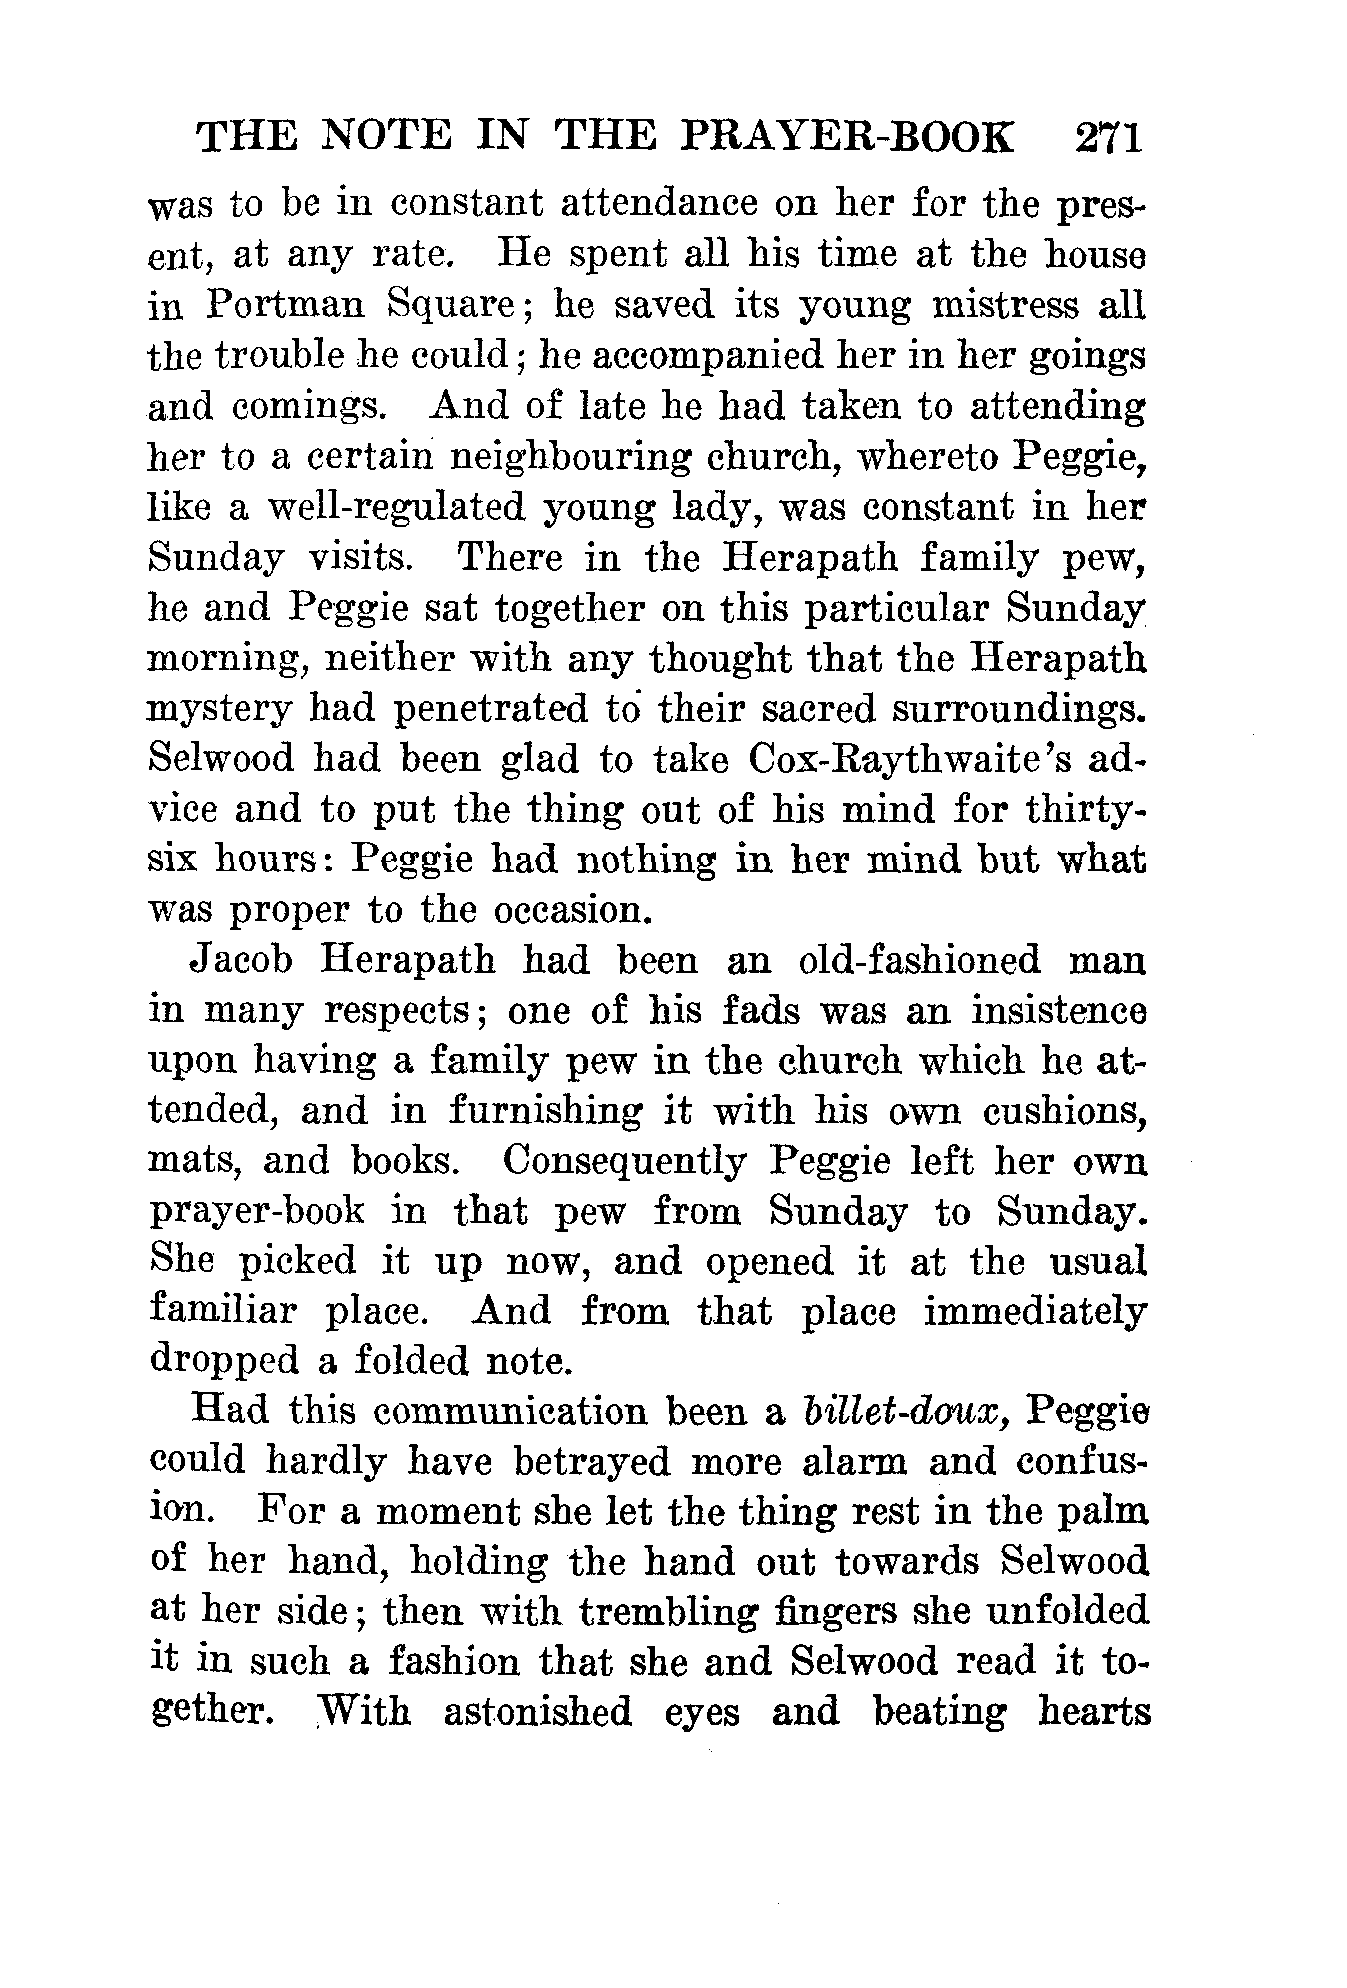 THE NOTE IN THE PRAYER-BOOK 271
was to be in constant attendance on her for the pres-
ent, at any rate. He spent all his time at the house
in Portman Square; he saved its young mistress all
the trouble he could; he accompanied her in her goings
and comings. And of late he had taken to attending
her to a certain neighbouring church, whereto Peggie,
like a well-regulated young lady, was constant in her
Sunday visits. There in the Herapath family pew,
he and Peggie sat together on this particular Sunday
morning, neither with any thought that the Herapath
mystery had penetrated to their sacred surroundings.
Selwood had been glad to take Cox-Raythwaite's ad-
vice and to put the thing out of his mind for thirty-
six hours: Peggie had nothing in her mind but what
was proper to the occasion.
Jacob Herapath had been an old-fashioned man
in many respects; one of his fads was an insistence
upon having a family pew in the church which he at-
tended, and in furnishing it with his own cushions,
mats, and books. Consequently Peggie left her own
prayer-book in that pew from Sunday to Sunday.
She picked it up now, and opened it at the usual
familiar place. And from that place immediately
dropped a folded note.
Had this communication been a billet-doux, Peggie
could hardly have betrayed more alarm and confus-
ion. For a moment she let the thing rest in the palm
of her hand, holding the hand out towards Selwood
at her side; then with trembling fingers she unfolded
it in such a fashion that she and Selwood read it to-
gether. With astonished eyes and beating hearts